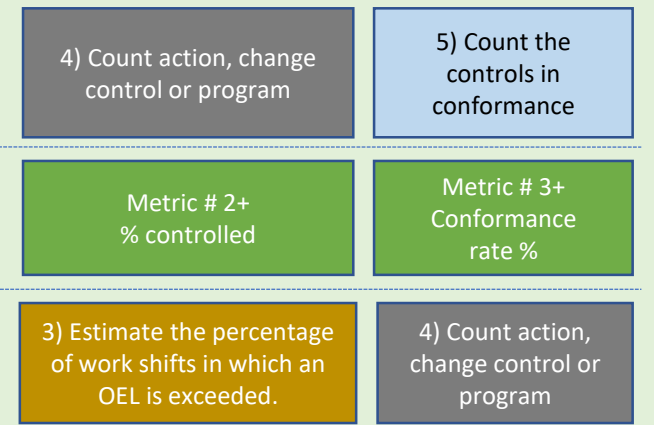 4) Count action, change
control or program
5) Count the
controls in
conformance
Metric # 2+
% controlled
Metric # 3+
Conformance
rate %
3) Estimate the percentage
of work shifts in which an
OEL is exceeded.
4) Count action,
change control or
program